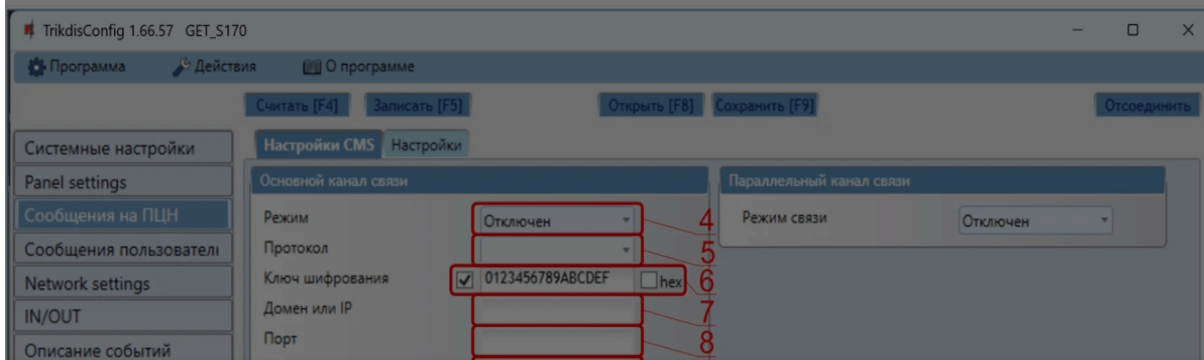 TrikdisConfig 1.66.57 GET_S170
Программа Действия О программе
Считать [F4] Записать [F5] Открыть [F8] Сохранить [F9] Отсоединить
Системные настройки
Panel settings
Сообщения на ПЦН
Сообщения пользователи
Network settings
IN/OUT
Описание событий
Настройки CMS Настройки
Основной канал связи
Режим Отключен 4
Протокол 5
Ключ шифрования 0123456789ABCDEF hex 6
Домен или IP 7
Порт 8
Параллельный канал связи
Режим связи Отключен